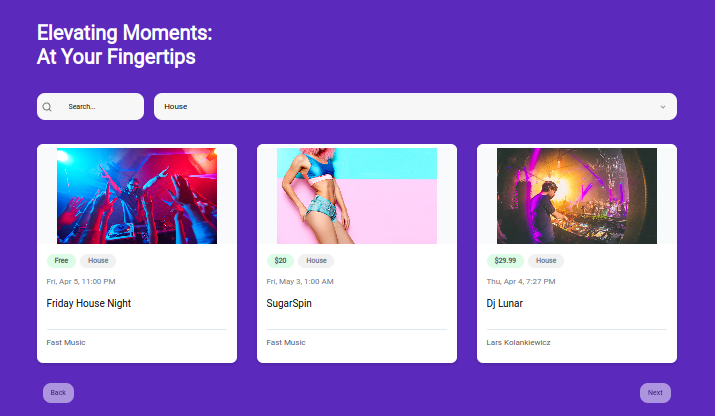 Elevating Moments:
At Your Fingertips
Search...
House
Free House
Fri, Apr 5, 11:00 PM
Friday House Night
Fast Music
$20 House
Fri, May 3, 1:00 AM
SugarSpin
Fast Music
$29.99 House
Thu, Apr 4, 7:27 PM
Dj Lunar
Lars Kolankiewicz
Back
Next